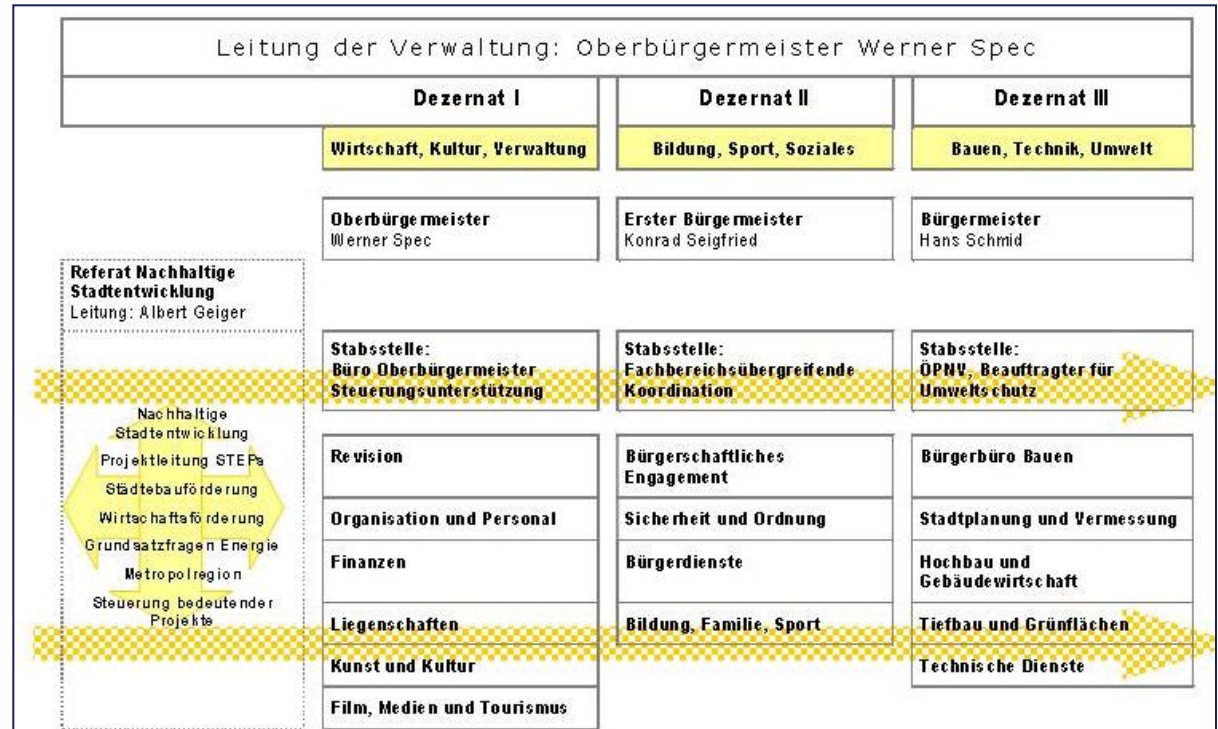 Leitung der Verwaltung: Oberbürgermeister Werner Spec
Dezernat I
Dezernat II
Dezernat III
Wirtschaft, Kultur, Verwaltung
Bildung, Sport, Soziales
Bauen, Technik, Umwelt
Oberbürgermeister
Werner Spec
Erster Bürgermeister
Konrad Seigfried
Bürgermeister
Hans Schmid
Referat Nachhaltige
Stadtentwicklung
Leitung: Albert Geiger
Stabsstelle:
Büro Oberbürgermeister
Steuerungsunterstützung
Stabsstelle:
Fachbereichsübergreifende
Koordination
Stabsstelle:
ÖPNV, Beauftragter für
Umweltschutz
Nachhaltige
Stadtentwicklung
Projektleitung STEPs
Städtebauförderung
Wirtschaftsförderung
Grundsatzfragen Energie
Metropolregion
Steuerung bedeutender
Projekte
Revision
Organisation und Personal
Finanzen
Liegenschaften
Kunst und Kultur
Film, Medien und Tourismus
Bürgerschaftliches
Engagement
Sicherheit und Ordnung
Bürgerdienste
Bildung, Familie, Sport
Bürgerbüro Bauen
Stadtplanung und Vermessung
Hochbau und
Gebäudewirtschaft
Tiefbau und Grünflächen
Technische Dienste